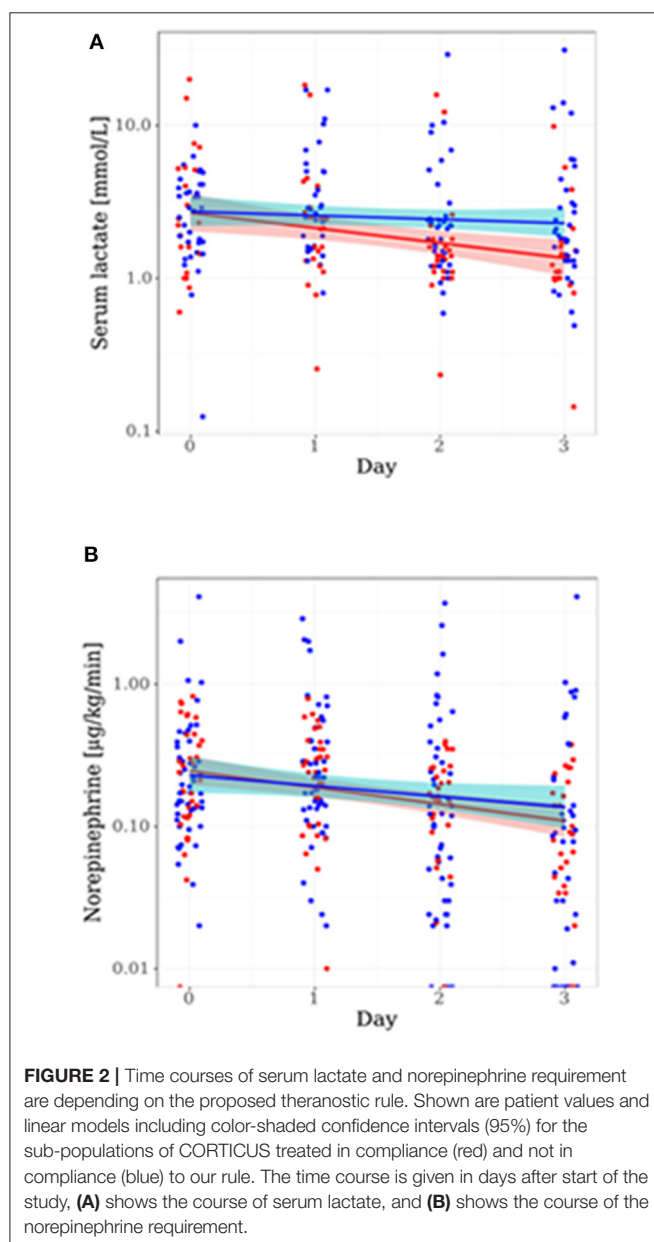 A
Serum lactate [mmol/L]
10.0
1.0
0.1
0 1 2 3
Day
B
Norepinephrine [µg/kg/min]
1.00
0.10
0.01
0 1 2 3
Day
FIGURE 2 | Time courses of serum lactate and norepinephrine requirement
are depending on the proposed theranostic rule. Shown are patient values and
linear models including color-shaded confidence intervals (95%) for the
sub-populations of CORTICUS treated in compliance (red) and not in
compliance (blue) to our rule. The time course is given in days after start of the
study, (A) shows the course of serum lactate, and (B) shows the course of the
norepinephrine requirement.